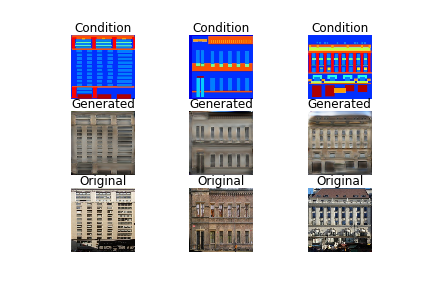 Condition Condition Condition
Generated Generated Generated
Original Original Original